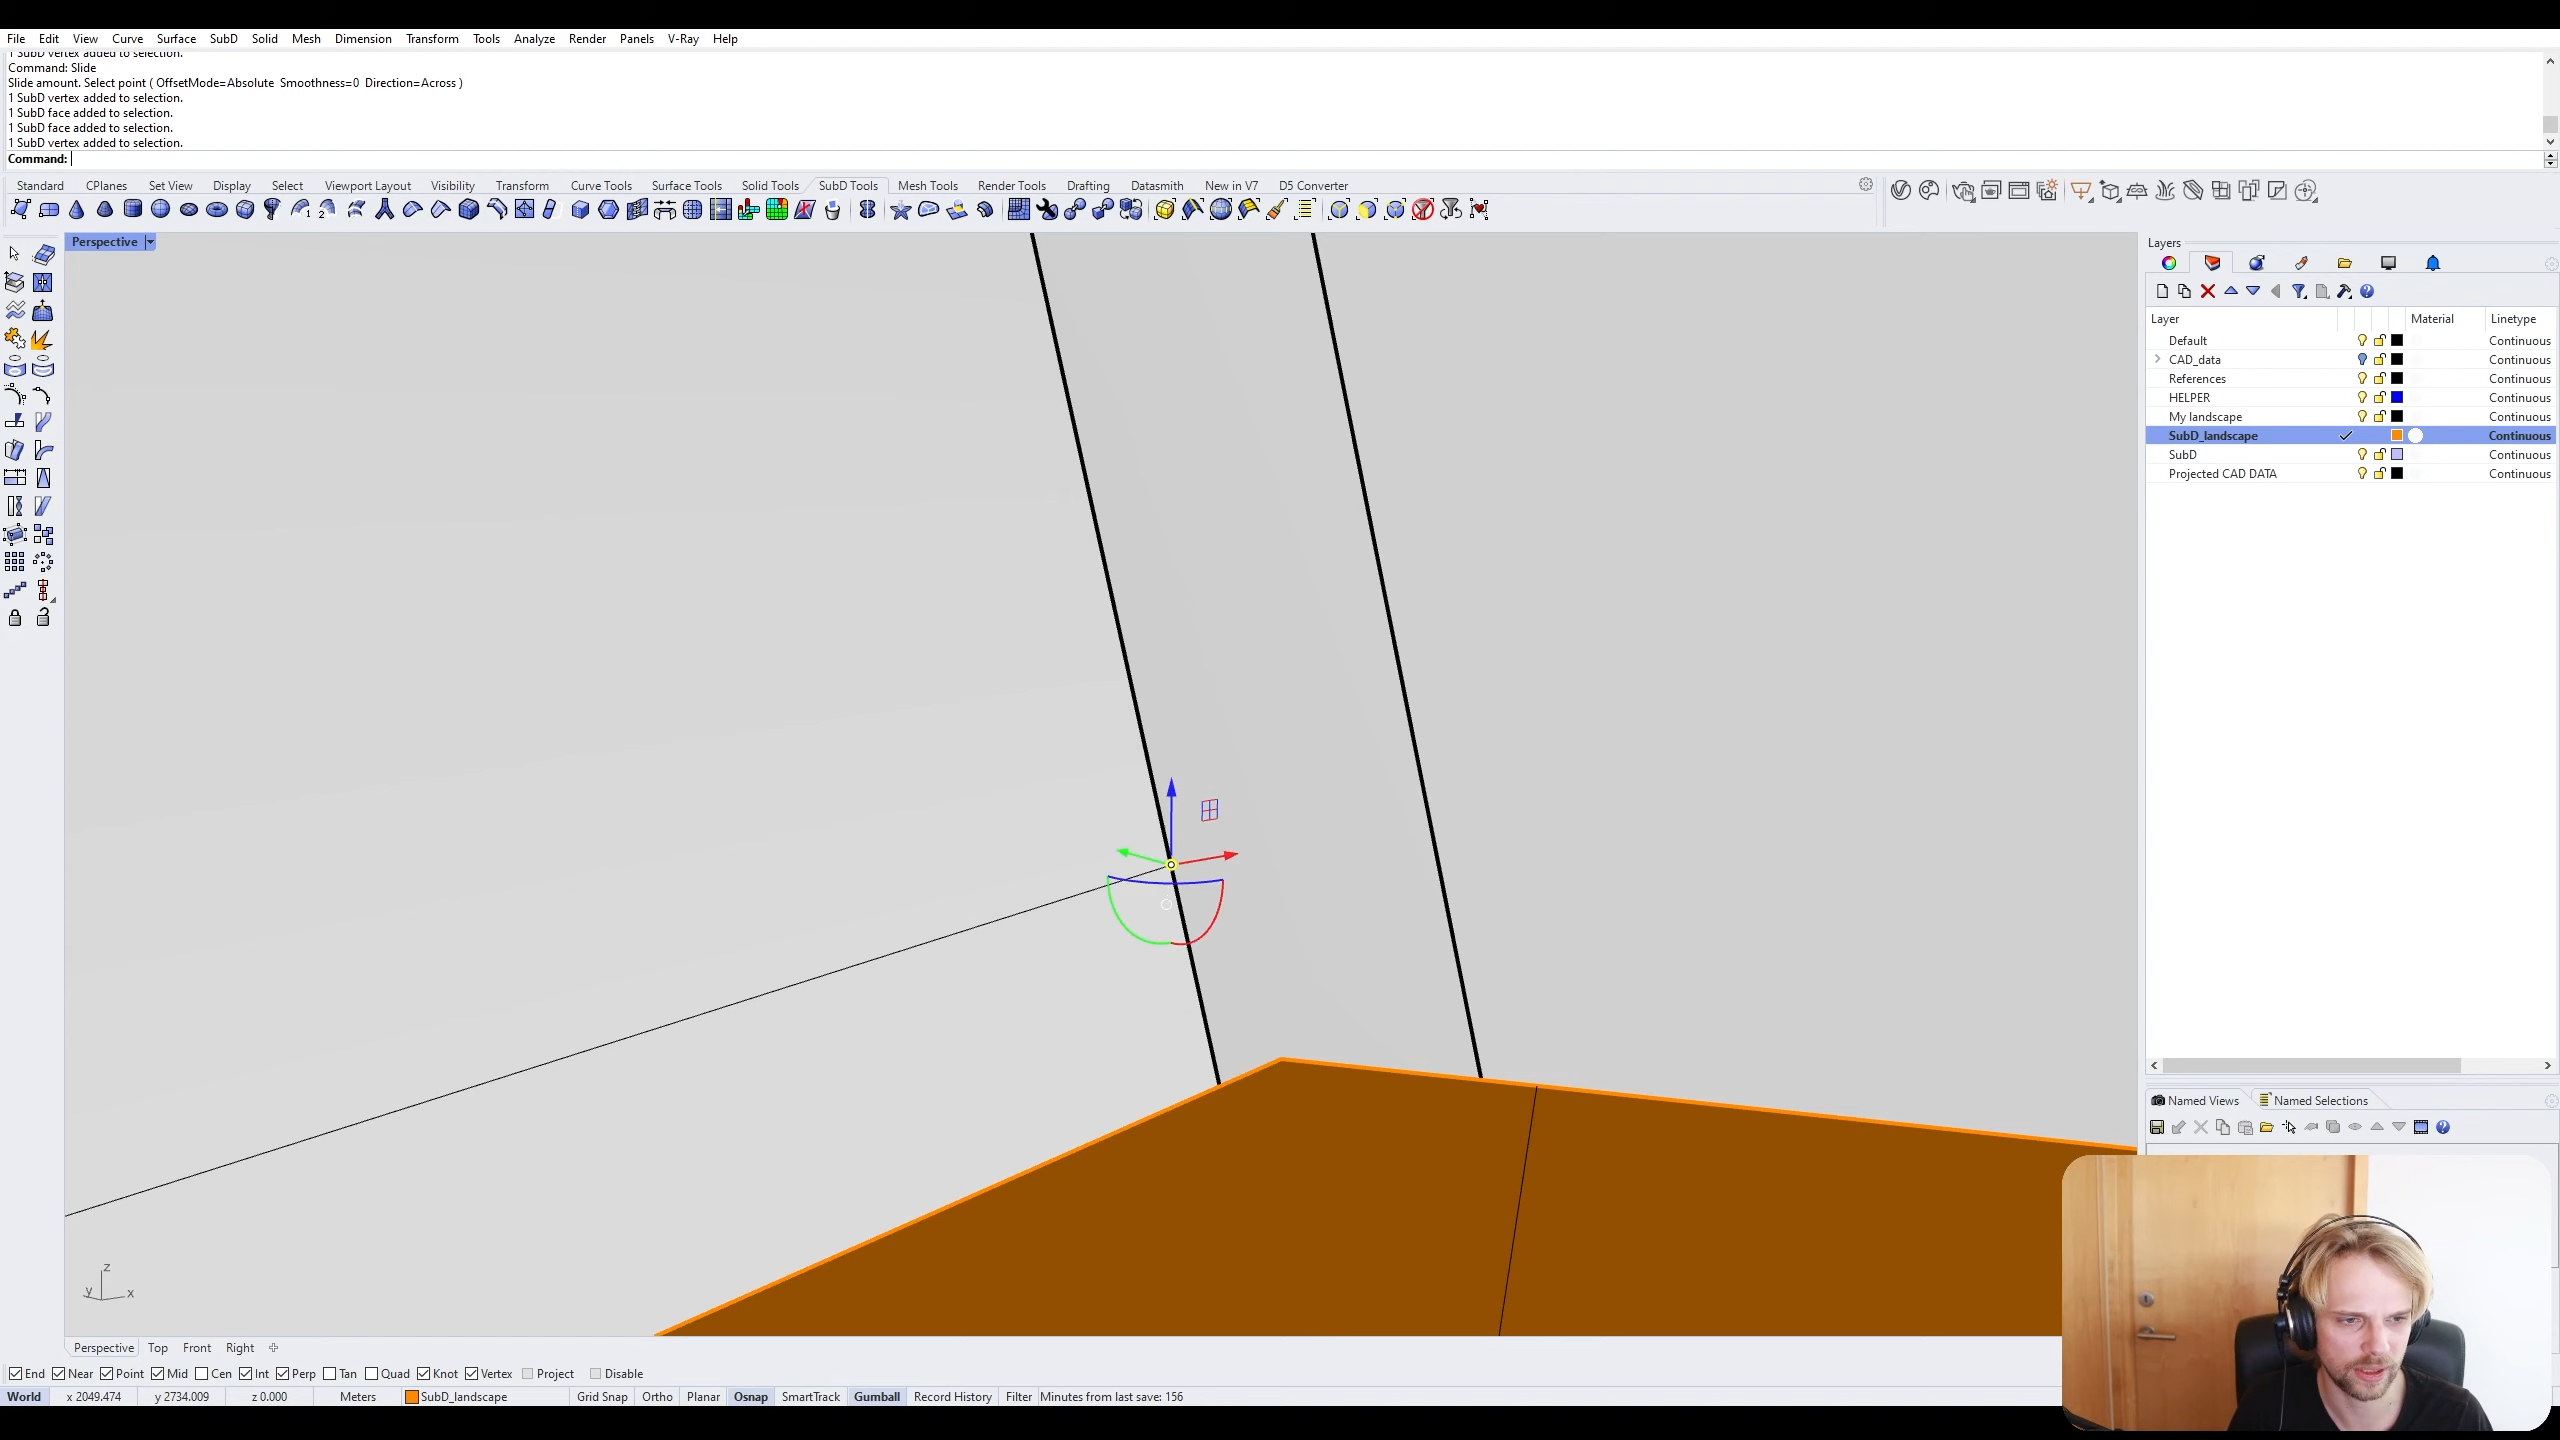 File Edit View Curve Surface SubD Solid Mesh Dimension Transform Tools Analyze Render Panels V-Ray Help
1 SubD vertex added to selection.
Command: Slide
Slide amount. Select point ( OffsetMode=Absolute Smoothness=0 Direction=Across )
1 SubD vertex added to selection.
1 SubD face added to selection.
1 SubD face added to selection.
1 SubD vertex added to selection.
Command:
Standard CPlanes Set View Display Select Viewport Layout Visibility Transform Curve Tools Surface Tools Solid Tools SubD Tools Mesh Tools Render Tools Drafting Datasmith New in V7 D5 Converter
Perspective
Layers
Layer Material Linetype
Default Continuous
CAD_data Continuous
References Continuous
HELPER Continuous
My landscape Continuous
SubD_landscape Continuous
SubD Continuous
Projected CAD DATA Continuous
Named Views Named Selections
z
y x
Perspective Top Front Right
End Near Point Mid Cen Int Perp Tan Quad Knot Vertex Project Disable
World x 2049.474 y 2734.009 z 0.000 Meters SubD_landscape Grid Snap Ortho Planar Osnap SmartTrack Gumball Record History Filter Minutes from last save: 156